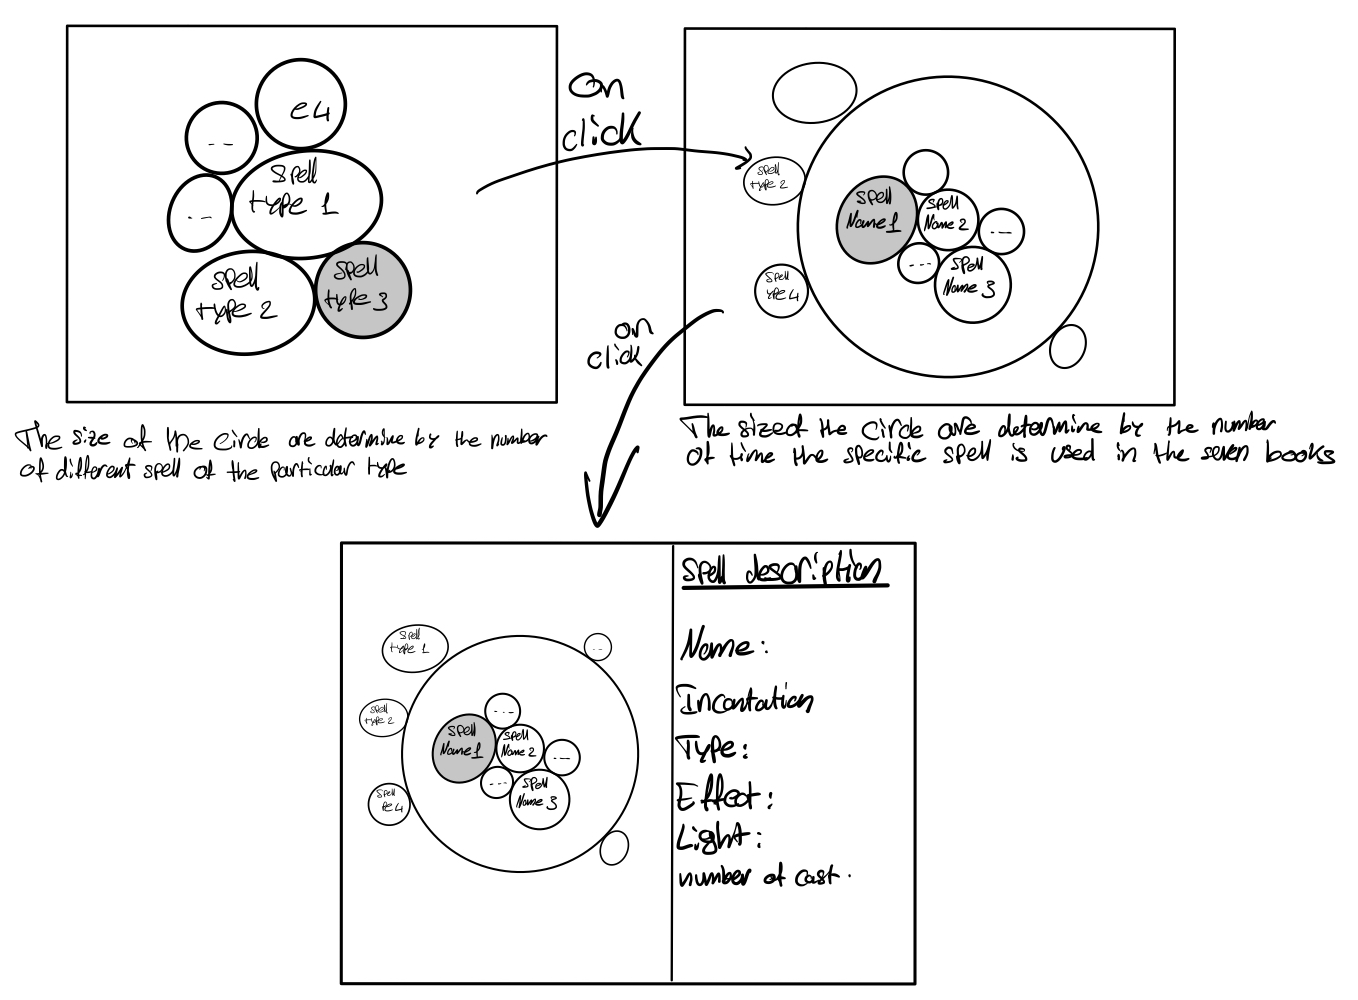 e4
--
Spell
type 1
--
Spell
type 2
Spell
type 3
The size of the circle are determine by the number
of different spell of the particular type
on
click
Spell
type 2
Spell
Name 1
Spell
Name 2
---
---
Spell
Name 3
Spell
ype 4
The size of the circle are determine by the number
of time the specific spell is used in the seven books
on
click
Spell
type 1
--
Spell
type 2
---
Spell
Name 1
Spell
Name 2
---
---
Spell
Name 3
Spell
pe 4
Spell description
Name:
Incantation
Type:
Effect:
Light:
number of cast.